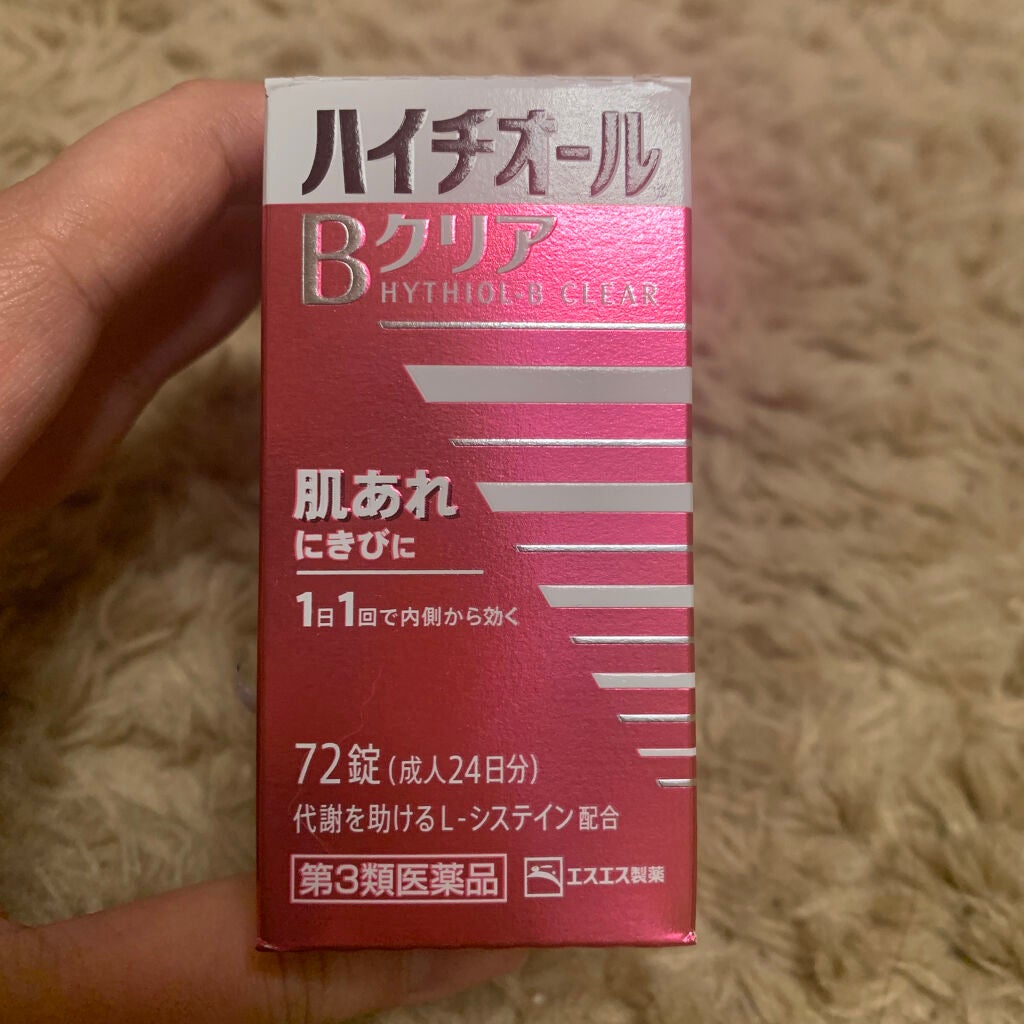 ハイチオール
Bクリア
HYTHIOL-B CLEAR
肌あれ
にきびに
1日1回で内側から効く
72錠(成人24日分)
代謝を助けるL-システイン配合
第3類医薬品 エスエス製薬